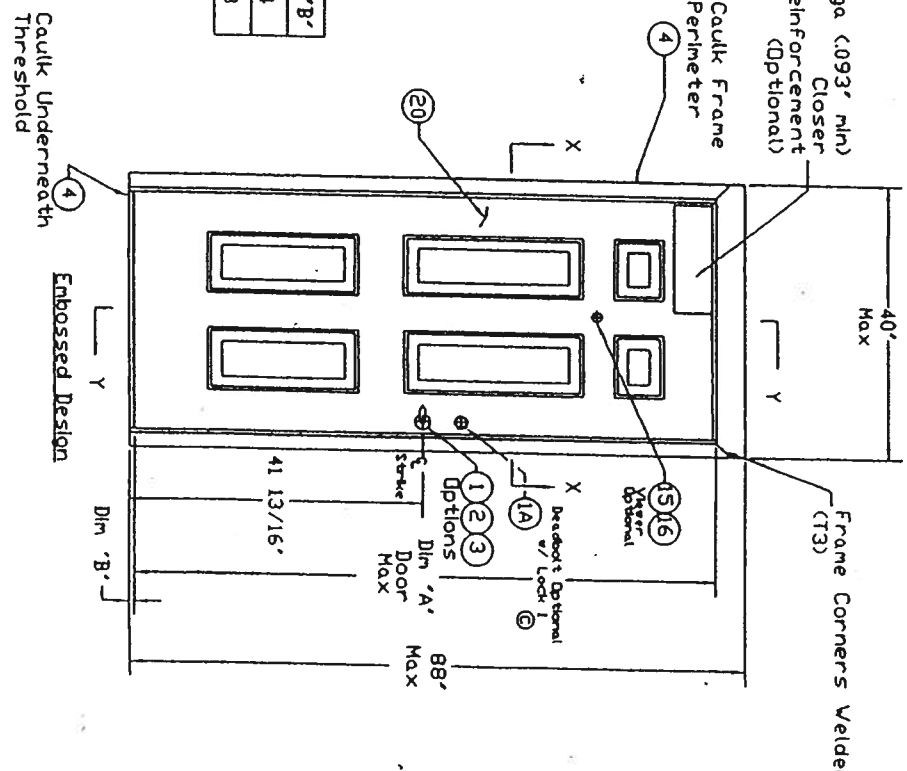 ga (.093" min)
Closer
einforcement
(Optional)
Caulk Frame
Perimeter
4
20
X
X
Y
Y
40"
Max
Frame Corners Welde
(T3)
15 16
Viewer
Optional
Deadbolt Optional
w/ Lock 1
C
1A
1 2 3
Options
℄
Strike
41 13/16"
Dim "A"
Door
Max
88"
Max
Dim "B"
Caulk Underneath
Threshold
4
Embossed Design
"B"